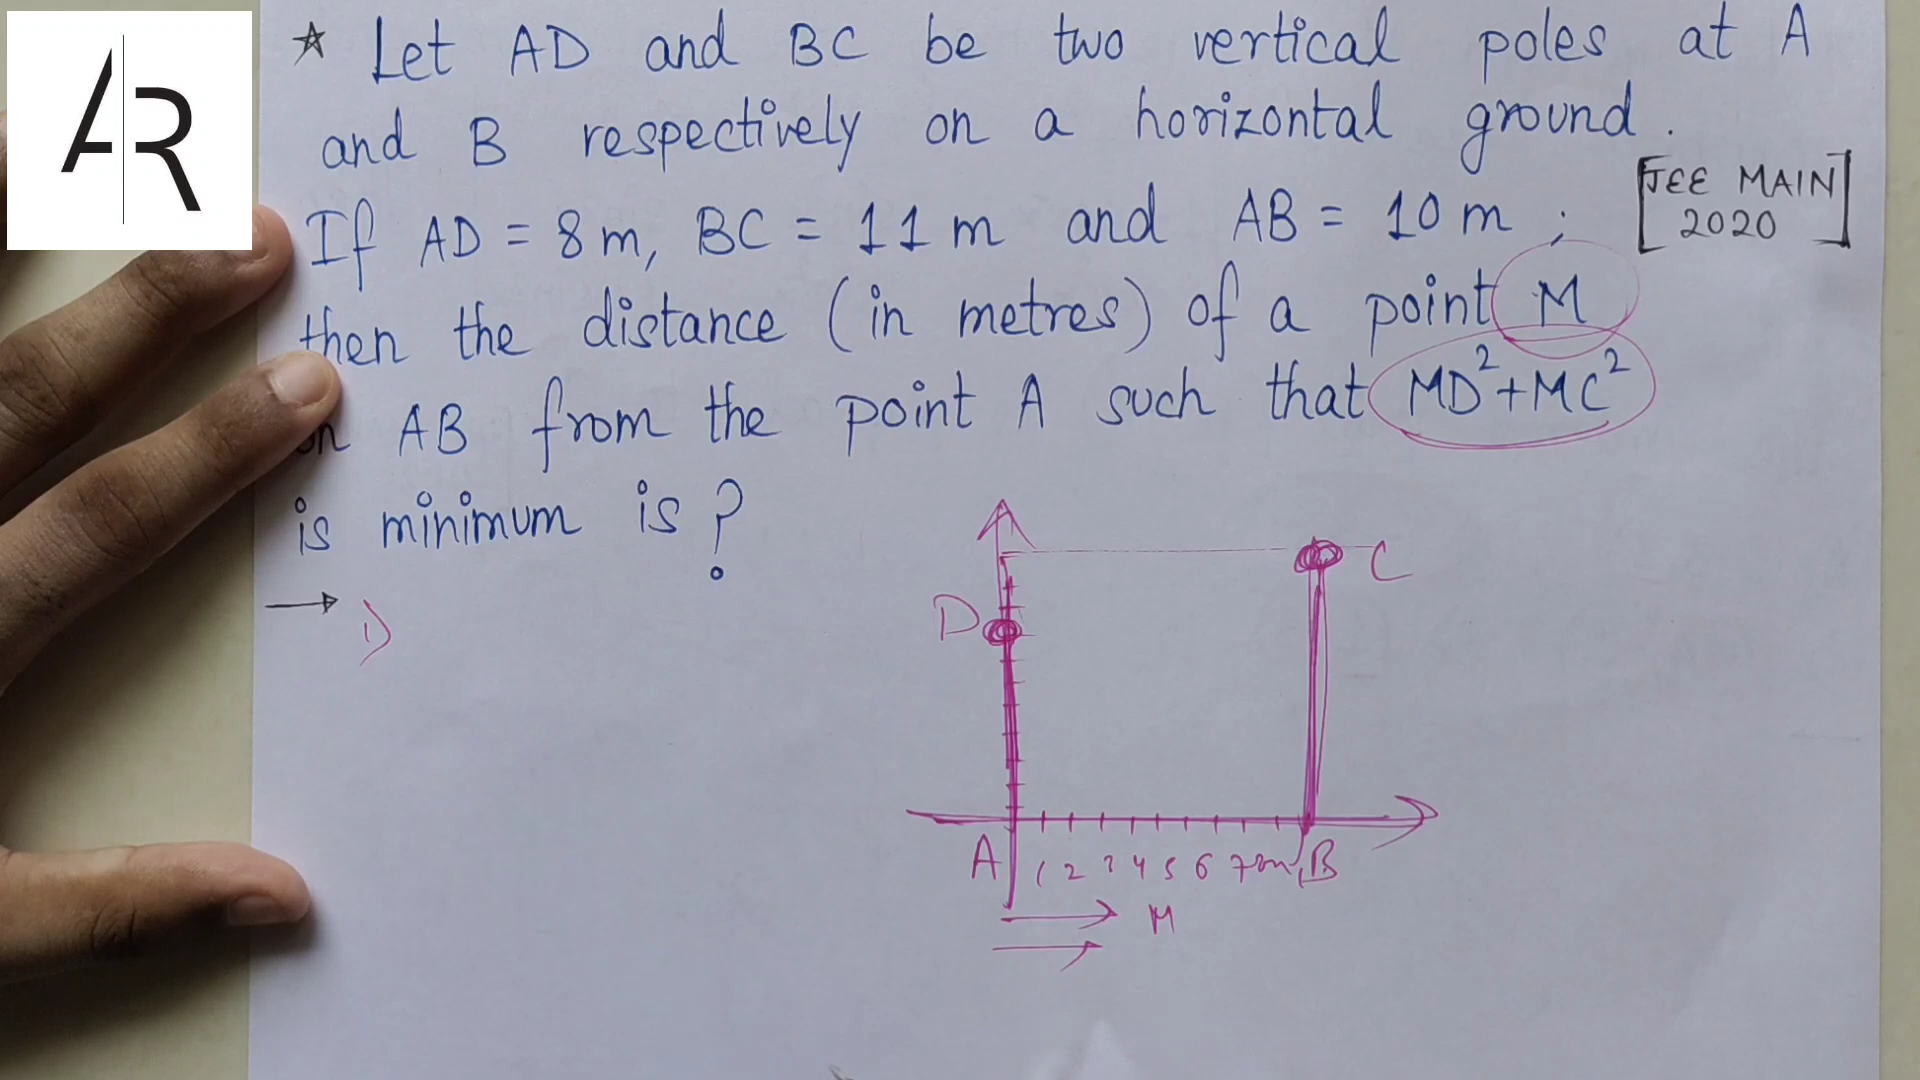 AR
☆ Let AD and BC be two vertical poles at A
and B respectively on a horizontal ground.
If AD = 8 m, BC = 11 m and AB = 10 m ;
[JEE MAIN
2020]
then the distance (in metres) of a point M
on AB from the point A such that MD²+MC²
is minimum is ?
→ 1)
D
C
A 1 2 3 4 5 6 7 B
M